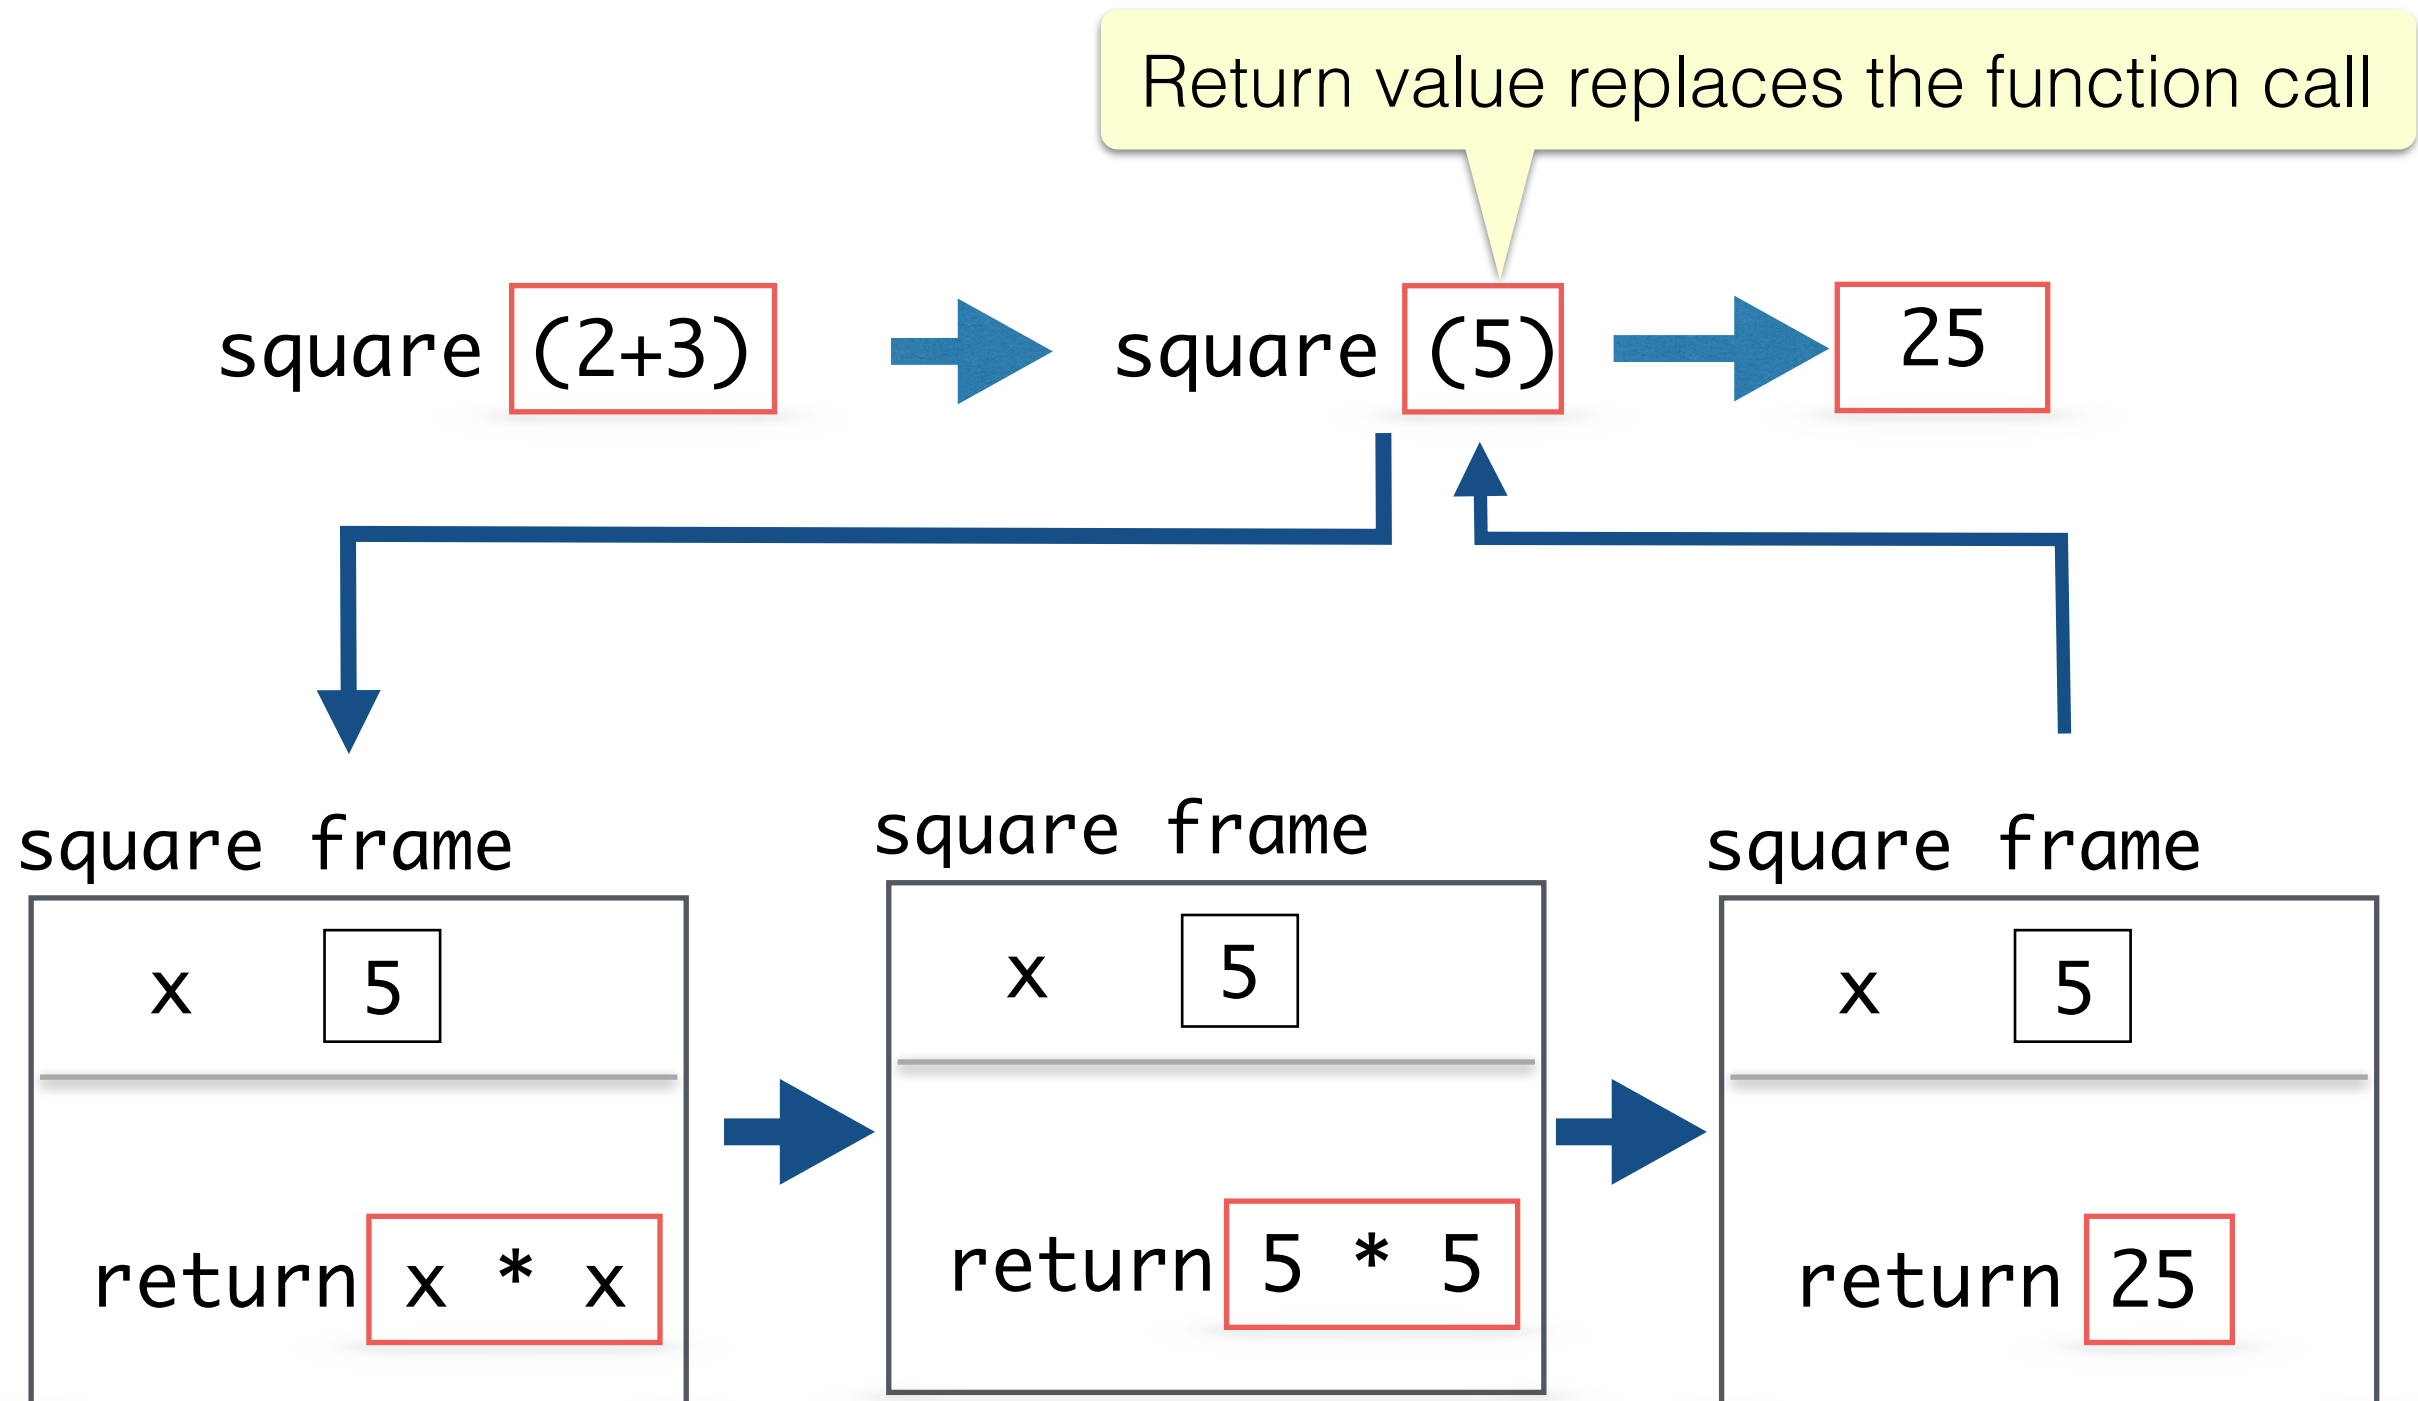 Return value replaces the function call
square (2+3) square (5) 25
square frame square frame square frame
x 5 x 5 x 5
return x * x return 5 * 5 return 25